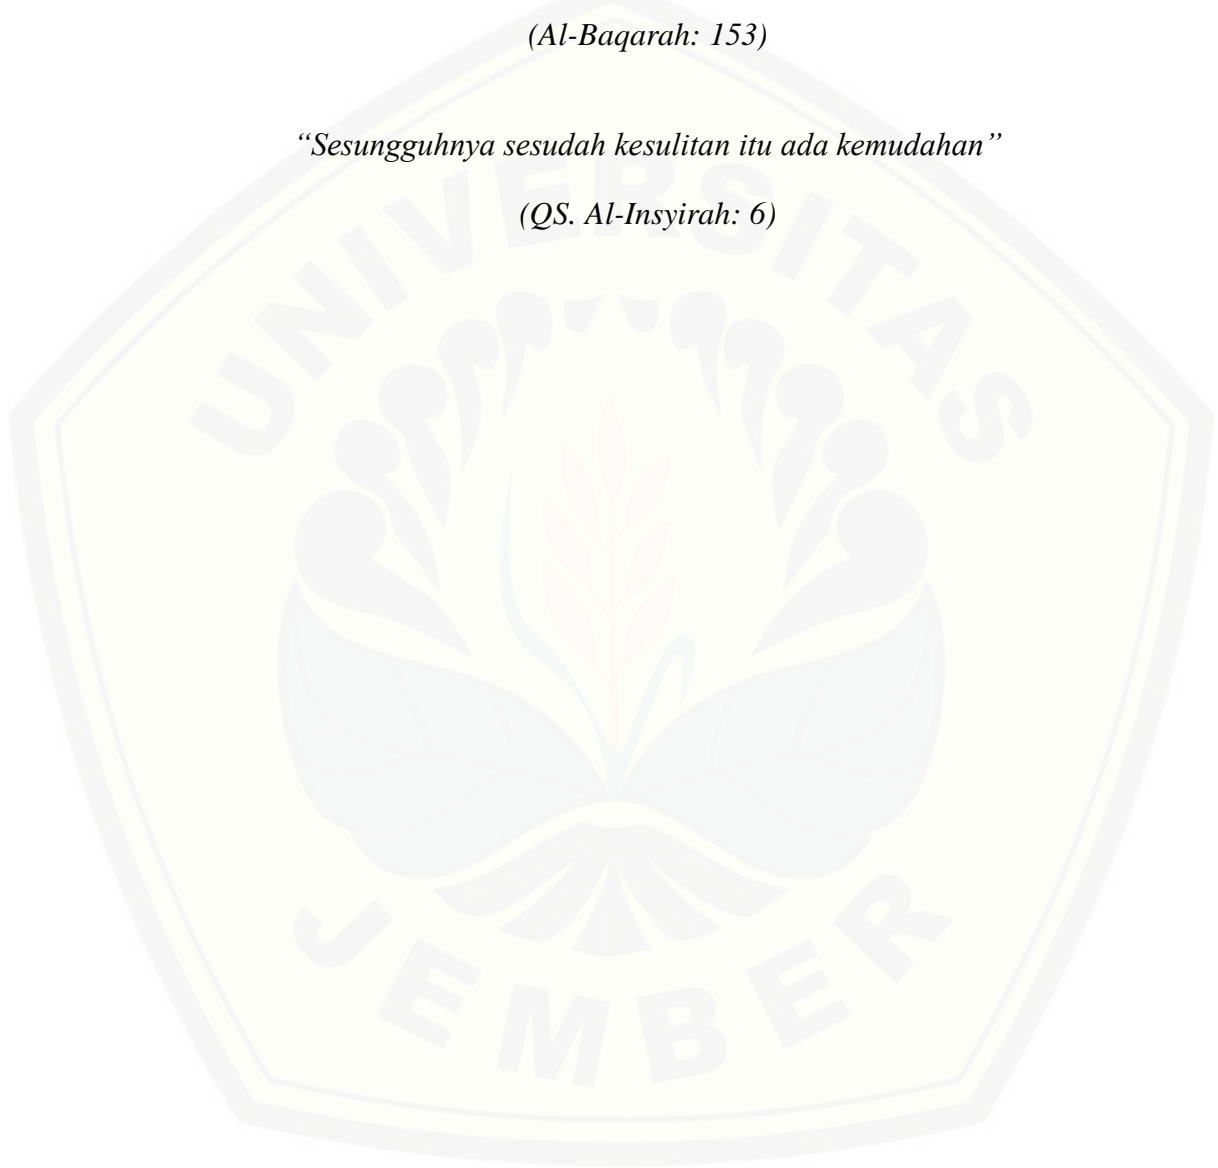 (Al-Baqarah: 153)
“Sesungguhnya sesudah kesulitan itu ada kemudahan”
(QS. Al-Insyirah: 6)
UNIVERSITAS
JEMBER